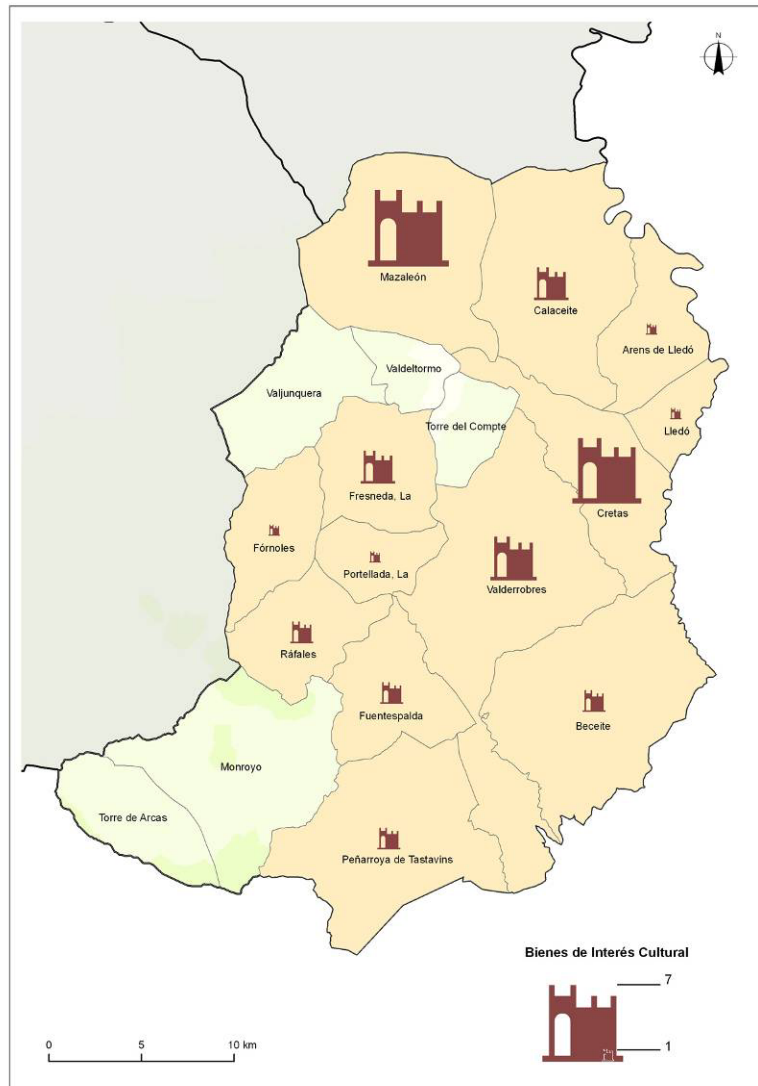 N
Mazaleón
Calaceite
Arens de Lledó
Valdeltormo
Valjunquera
Lledó
Torre del Compte
Fresneda, La
Cretas
Fórnoles
Portellada, La
Valderrobres
Ráfales
Fuentespalda
Beceite
Monroyo
Torre de Arcas
Peñarroya de Tastavins
Bienes de Interés Cultural
7
1
0 5 10 km